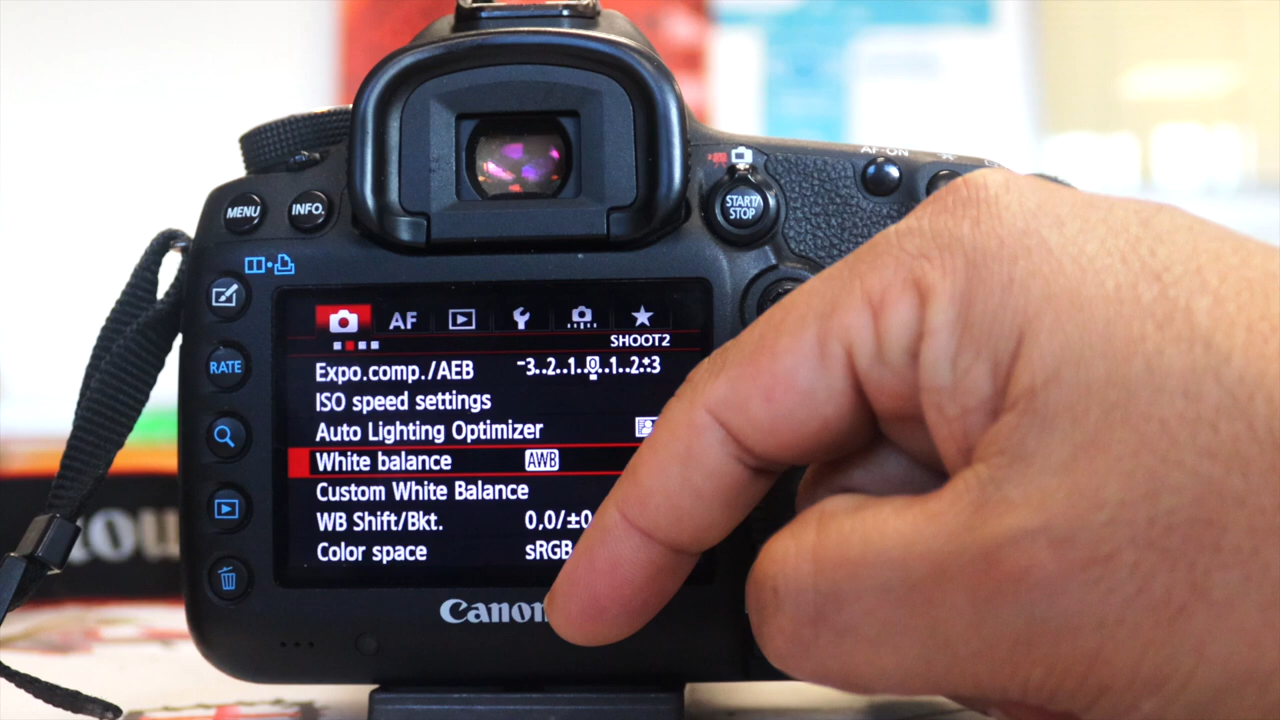 AF-ON
MENU
INFO.
START/
STOP
RATE
AF
SHOOT2
Expo.comp./AEB -3..2..1..0..1..2.+3
ISO speed settings
Auto Lighting Optimizer
White balance AWB
Custom White Balance
WB Shift/Bkt. 0,0/±0
Color space sRGB
Canon